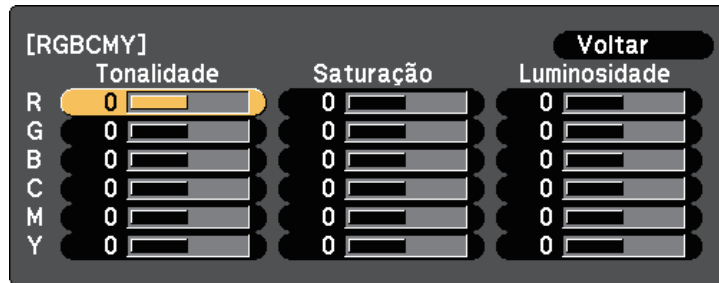 [RGBCMY] Voltar
Tonalidade Saturação Luminosidade
R 0 0 0
G 0 0 0
B 0 0 0
C 0 0 0
M 0 0 0
Y 0 0 0